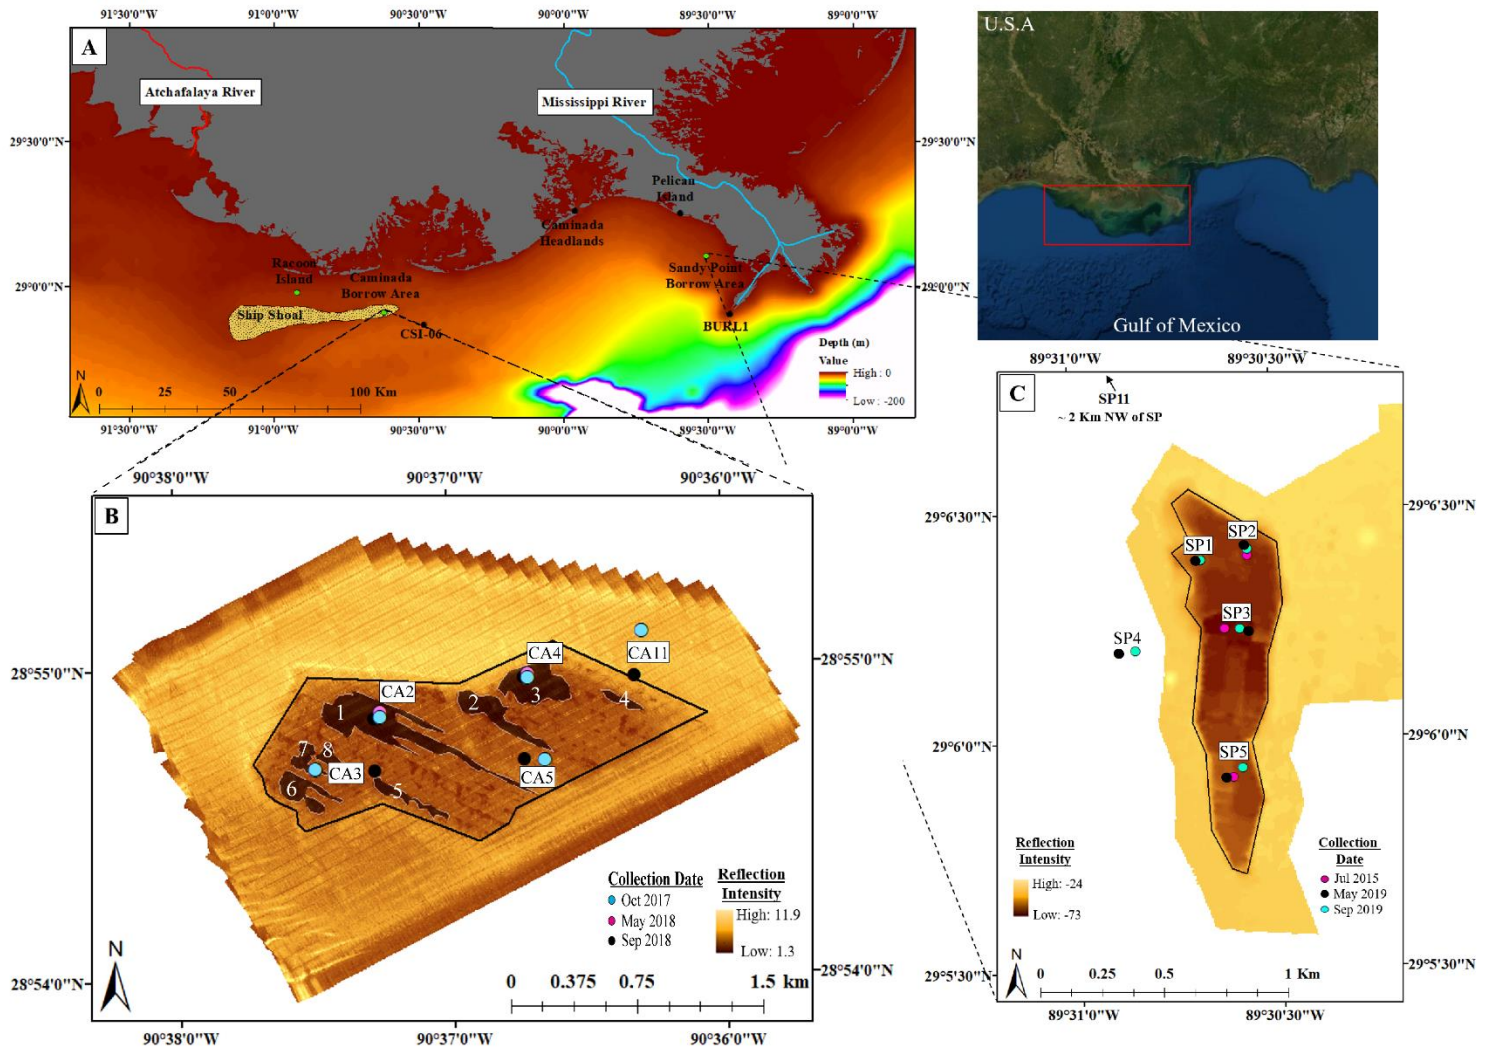 91°30'0"W
91°0'0"W
90°30'0"W
90°0'0"W
89°30'0"W
89°0'0"W
A
Atchafalaya River
Mississippi River
29°30'0"N
29°30'0"N
Pelican
Island
Caminada
Headlands
Racoon
Island
Caminada
Borrow Area
Sandy Point
Borrow Area
29°0'0"N
29°0'0"N
Ship Shoal
CSI-06
BURL1
Depth (m)
Value
High : 0
Low : -200
N
0
25
50
100 Km
91°30'0"W
91°0'0"W
90°30'0"W
90°0'0"W
89°30'0"W
89°0'0"W
U.S.A
Gulf of Mexico
90°38'0"W
90°37'0"W
90°36'0"W
B
28°55'0"N
28°55'0"N
CA4
CA11
CA2
CA3
CA5
1
2
3
4
5
6
7
8
Collection Date
Oct 2017
May 2018
Sep 2018
Reflection
Intensity
High: 11.9
Low: 1.3
N
0
0.375
0.75
1.5 km
28°54'0"N
28°54'0"N
90°38'0"W
90°37'0"W
90°36'0"W
89°31'0"W
89°30'30"W
C
SP11
~ 2 Km NW of SP
29°6'30"N
29°6'30"N
SP1
SP2
SP3
SP4
SP5
29°6'0"N
29°6'0"N
Reflection
Intensity
High: -24
Low: -73
Collection
Date
Jul 2015
May 2019
Sep 2019
N
0
0.25
0.5
1 Km
29°5'30"N
29°5'30"N
89°31'0"W
89°30'30"W